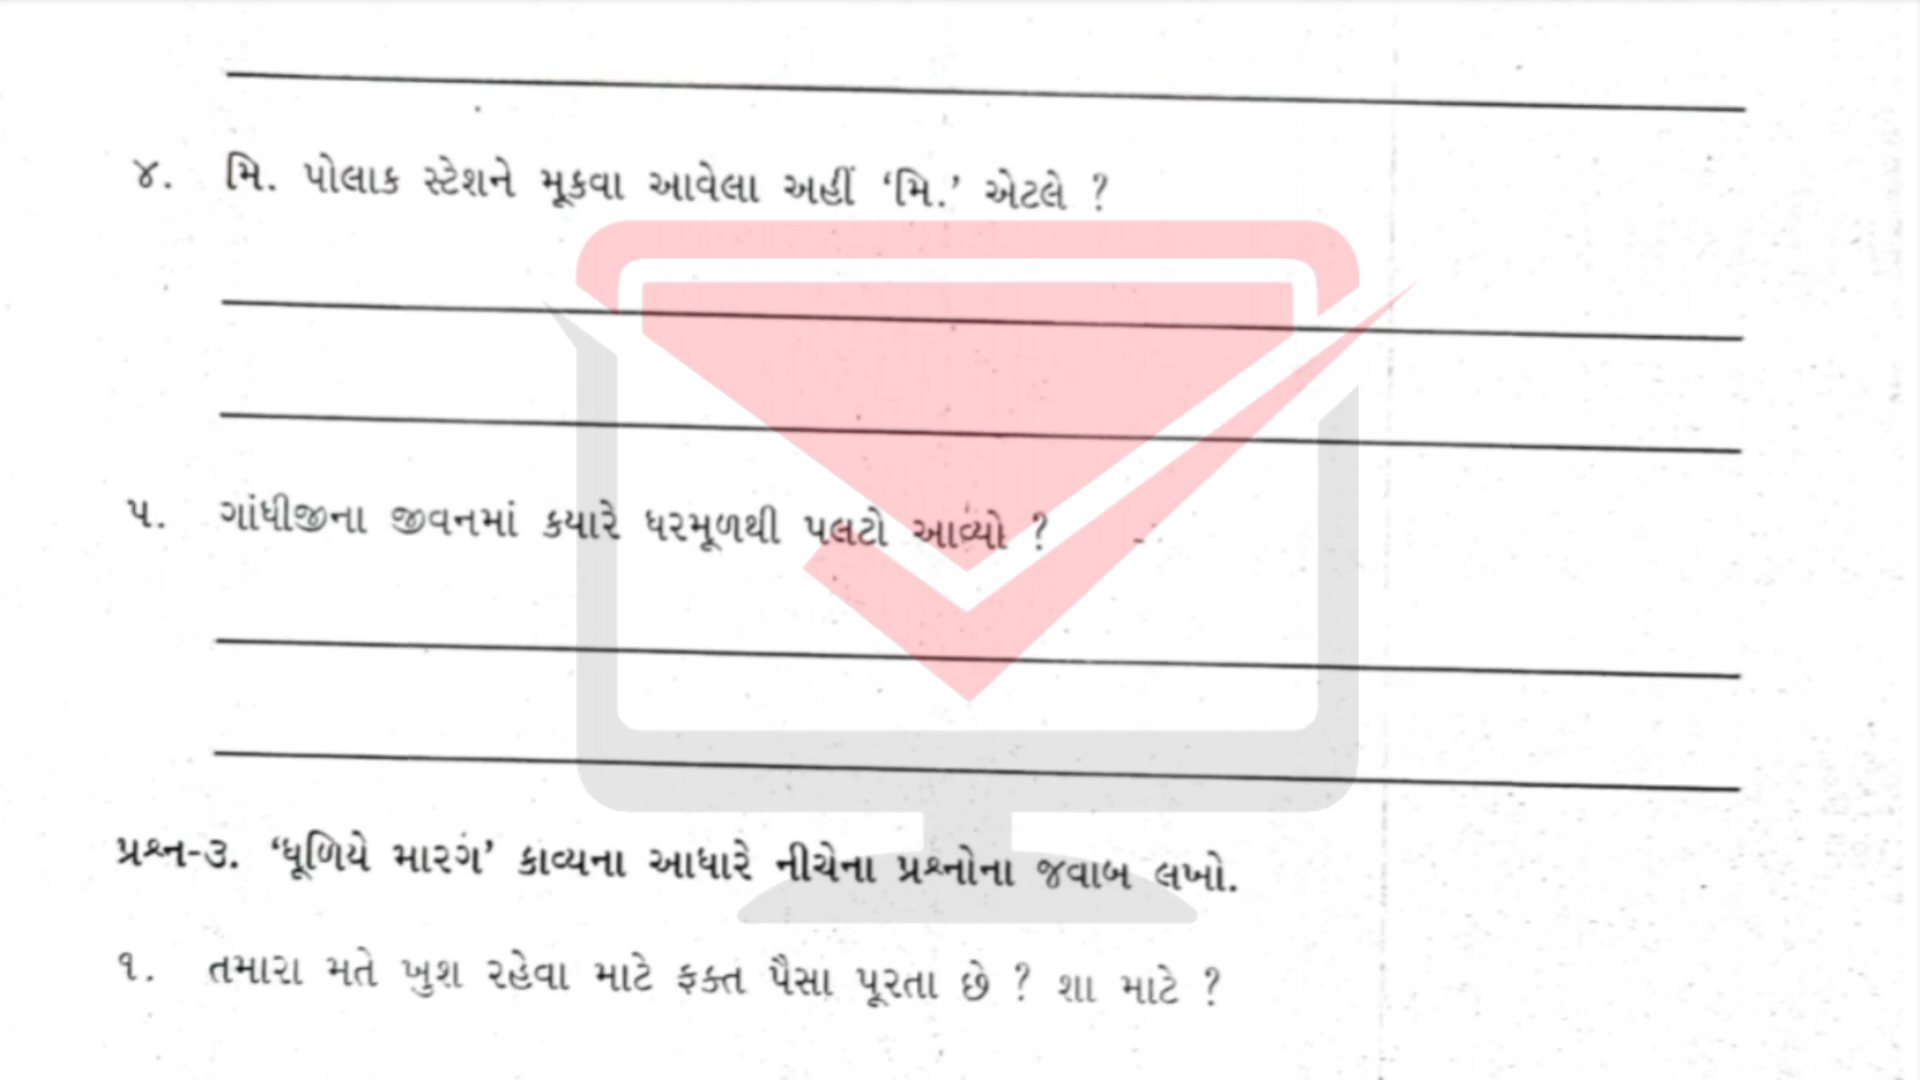 ૪. મિ. પોલાક સ્ટેશને મૂકવા આવેલા અહીં ‘મિ.’ એટલે ?
૫. ગાંધીજીના જીવનમાં કયારે ધરમૂળથી પલટો આવ્યો ?
પ્રશ્ન-૩. ‘ધૂળિયે મારગ’ કાવ્યના આધારે નીચેના પ્રશ્નોના જવાબ લખો.
૧. તમારા મતે ખુશ રહેવા માટે ફક્ત પૈસા પૂરતા છે ? શા માટે ?